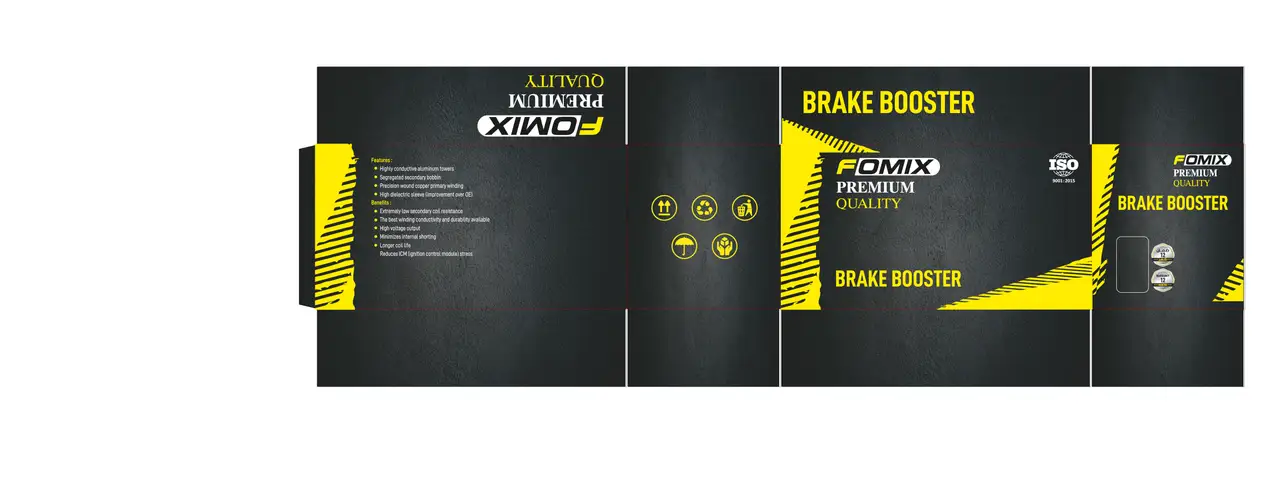 QUALITY
PREMIUM
FOMIX
Features :
Highly conductive aluminum towers
Segregated secondary bobbin
Precision wound copper primary winding
High dielectric sleeve (improvement over OE)
Benefits :
Extremely low secondary coil resistance
The best winding conductivity and durability available
High voltage output
Minimizes internal shorting
Longer coil life
Reduces ICM (ignition control module) stress
BRAKE BOOSTER
FOMIX
PREMIUM
QUALITY
ISO
9001:2015
BRAKE BOOSTER
FOMIX
PREMIUM
QUALITY
BRAKE BOOSTER
12
12